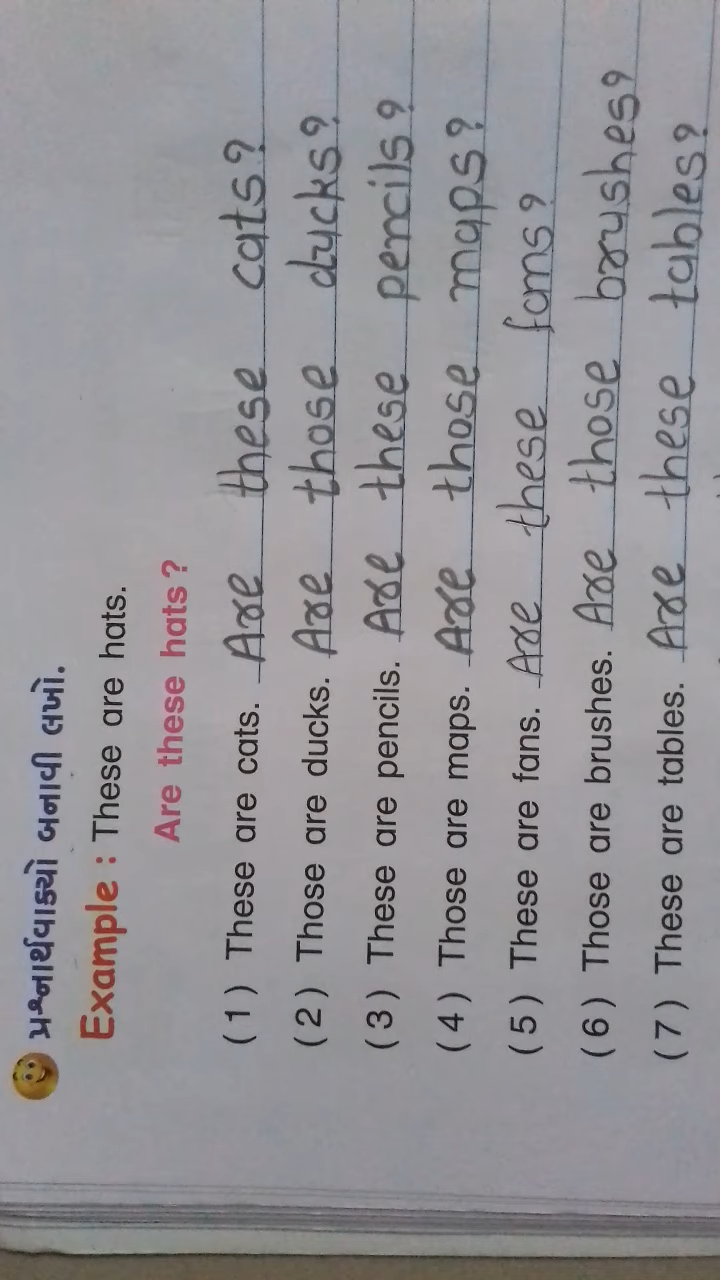 પ્રશ્નાર્થવાક્યો બનાવી લખો.
Example : These are hats.
Are these hats ?
(1) These are cats. Are these cats?
(2) Those are ducks. Are those ducks?
(3) These are pencils. Are these pencils?
(4) Those are maps. Are those maps?
(5) These are fans. Are these fans?
(6) Those are brushes. Are those brushes?
(7) These are tables. Are these tables?